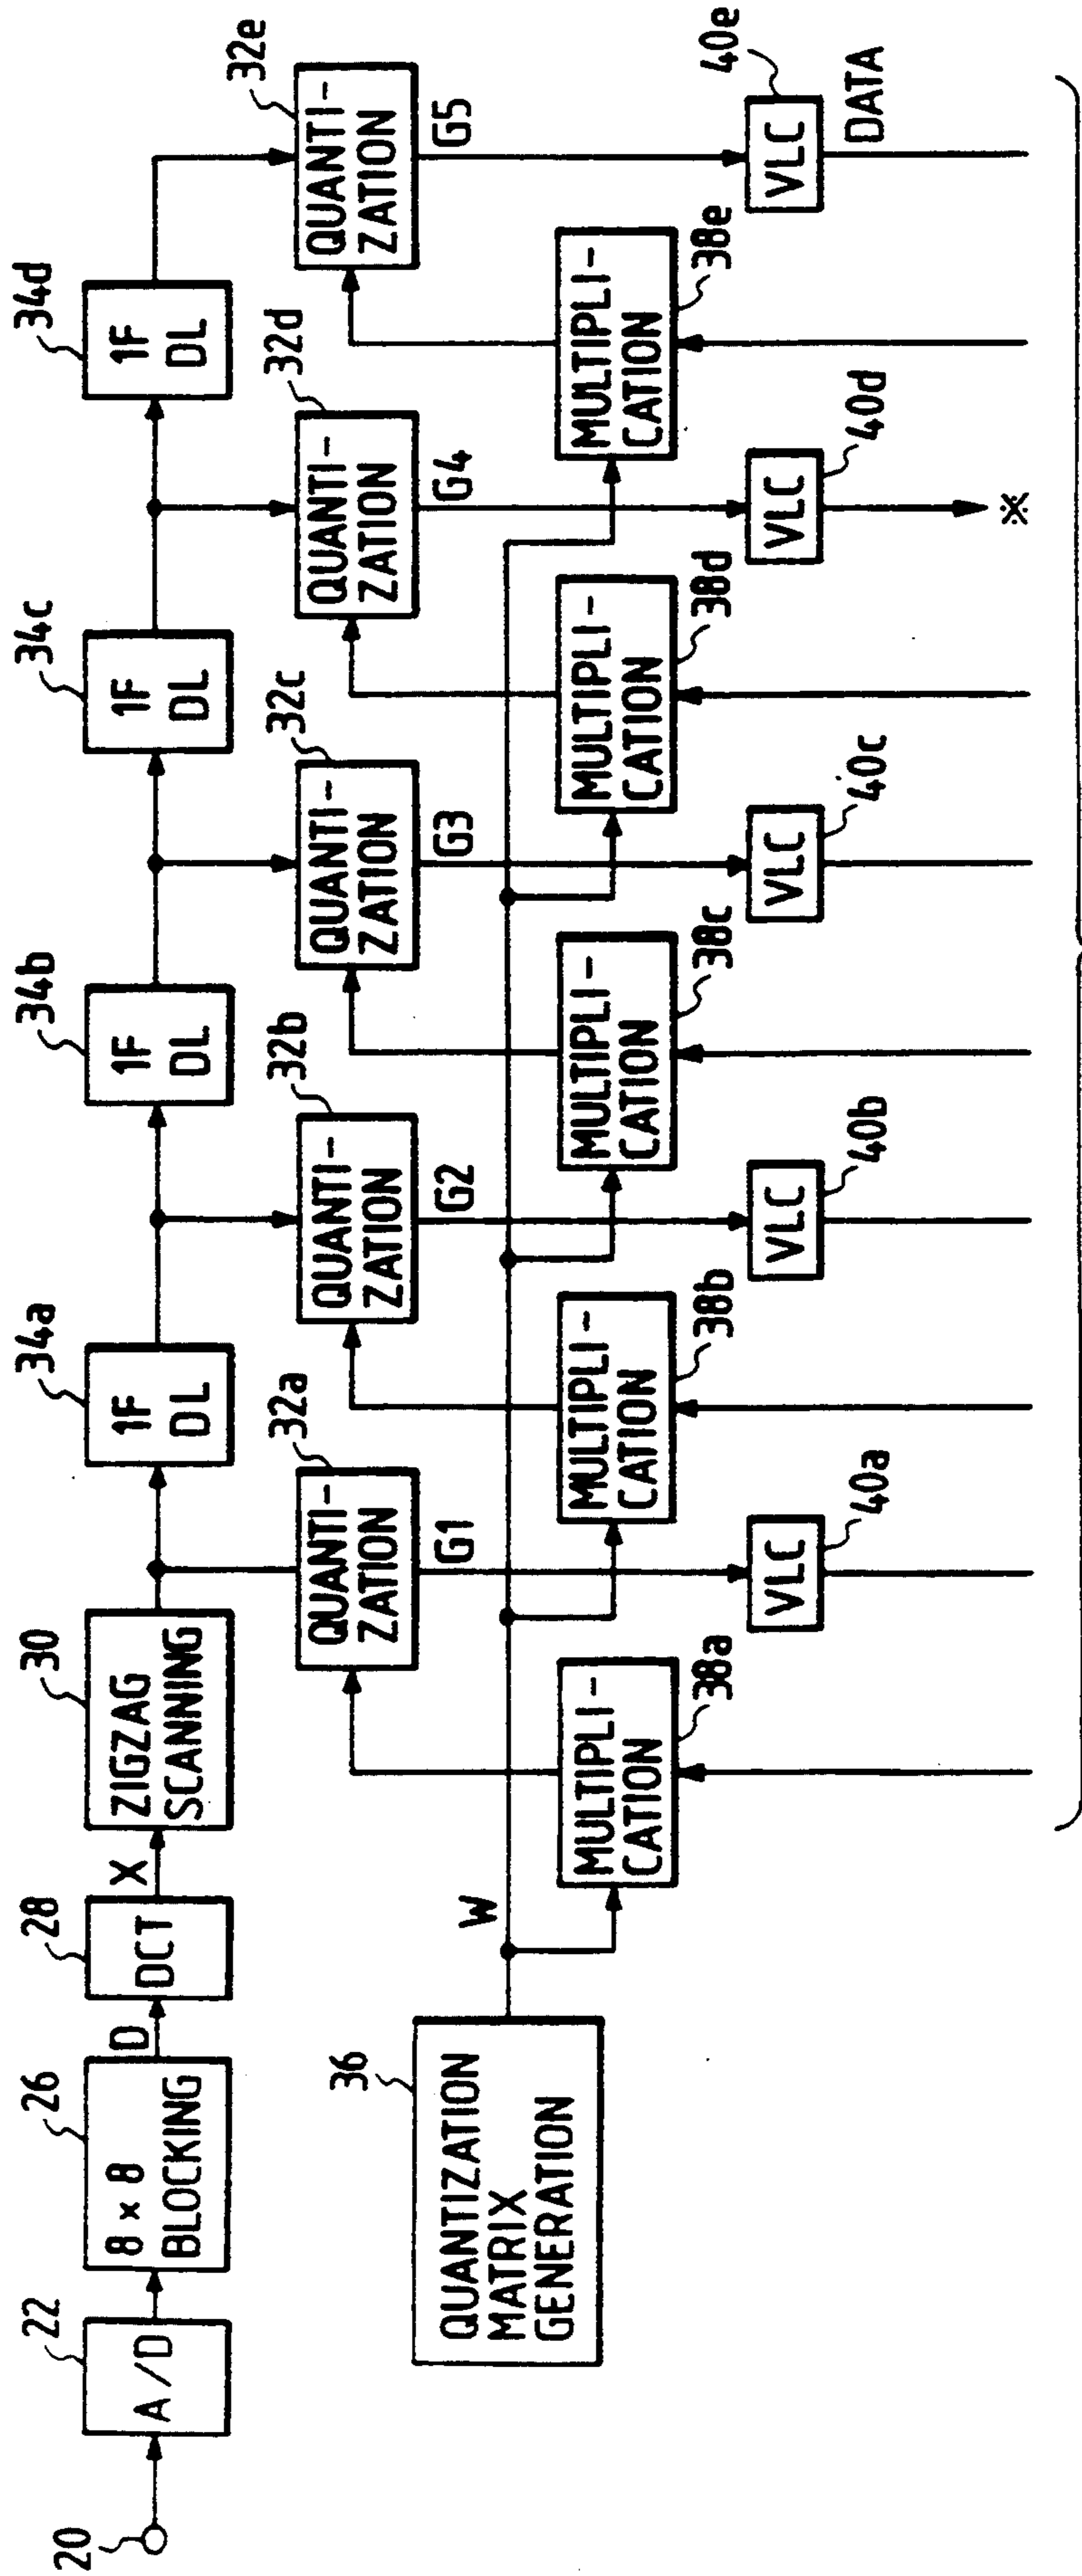 20
22
A/D
26
8 × 8
BLOCKING
D
28
DCT
X
30
ZIGZAG
SCANNING
34a
1F
DL
34b
1F
DL
34c
1F
DL
34d
1F
DL
32a
QUANTI-
ZATION
G1
32b
QUANTI-
ZATION
G2
32c
QUANTI-
ZATION
G3
32d
QUANTI-
ZATION
G4
32e
QUANTI-
ZATION
G5
36
QUANTIZATION
MATRIX
GENERATION
W
MULTIPLI-
CATION
38a
MULTIPLI-
CATION
38b
MULTIPLI-
CATION
38c
MULTIPLI-
CATION
38d
MULTIPLI-
CATION
38e
VLC
40a
VLC
40b
VLC
40c
VLC
40d
※
VLC
40e
DATA